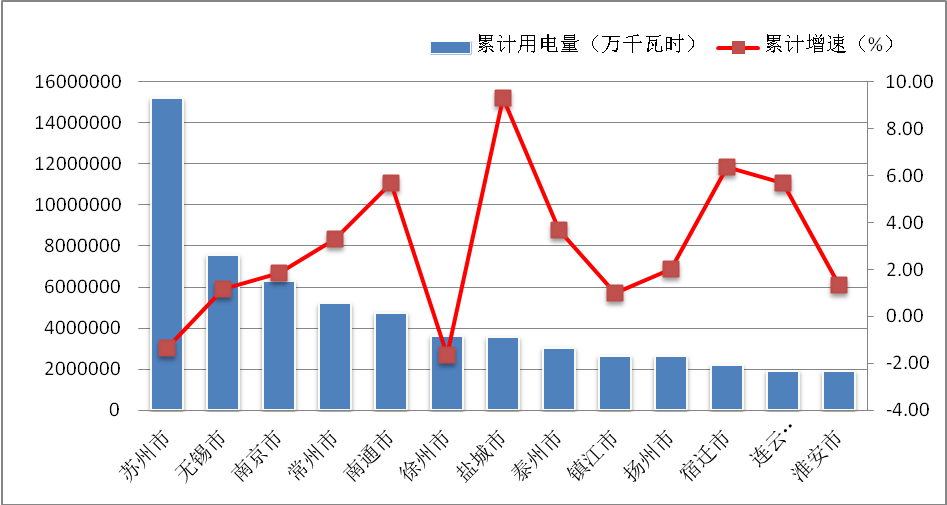 累计用电量（万千瓦时） 累计增速（%）
16000000
14000000
12000000
10000000
8000000
6000000
4000000
2000000
0
10.00
8.00
6.00
4.00
2.00
0.00
-2.00
-4.00
苏州市
无锡市
南京市
常州市
南通市
徐州市
盐城市
泰州市
镇江市
扬州市
宿迁市
连云…
淮安市